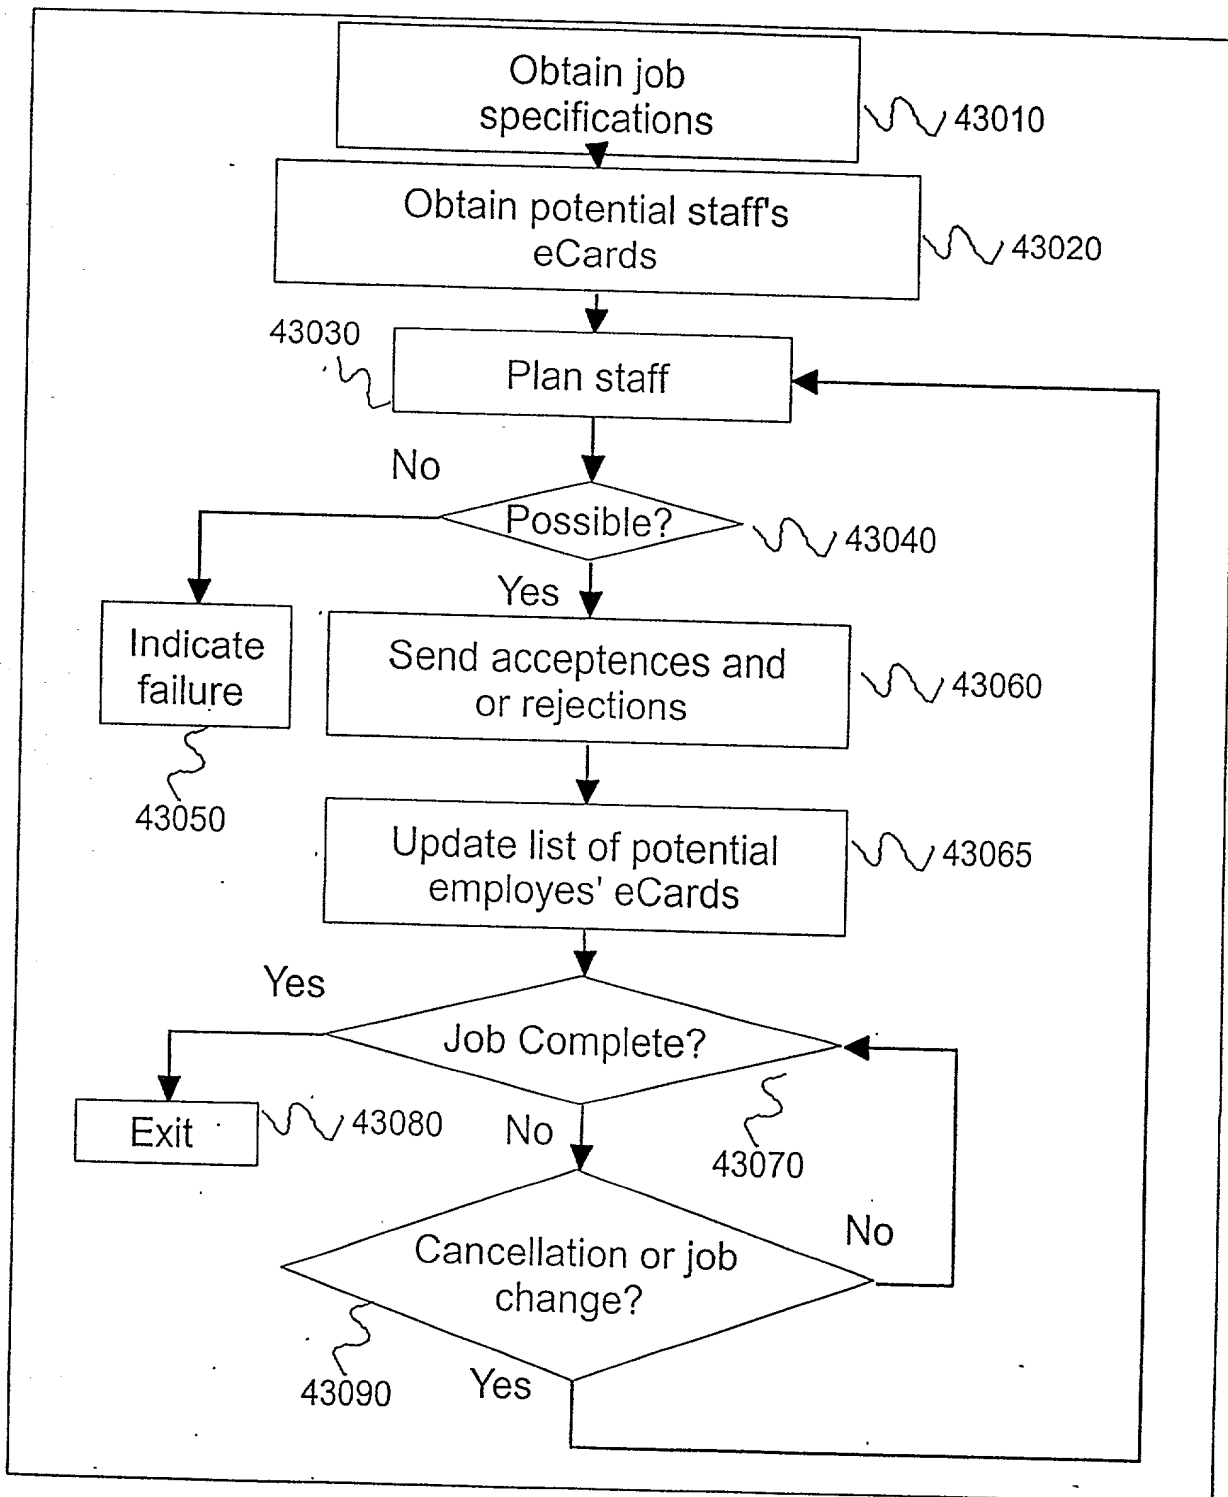 Obtain job
specifications
43010
Obtain potential staff's
eCards
43020
43030
Plan staff
No
Possible?
43040
Yes
Indicate
failure
43050
Send acceptences and
or rejections
43060
Update list of potential
employes' eCards
43065
Yes
Job Complete?
43070
Exit
43080
No
Cancellation or job
change?
No
43090
Yes